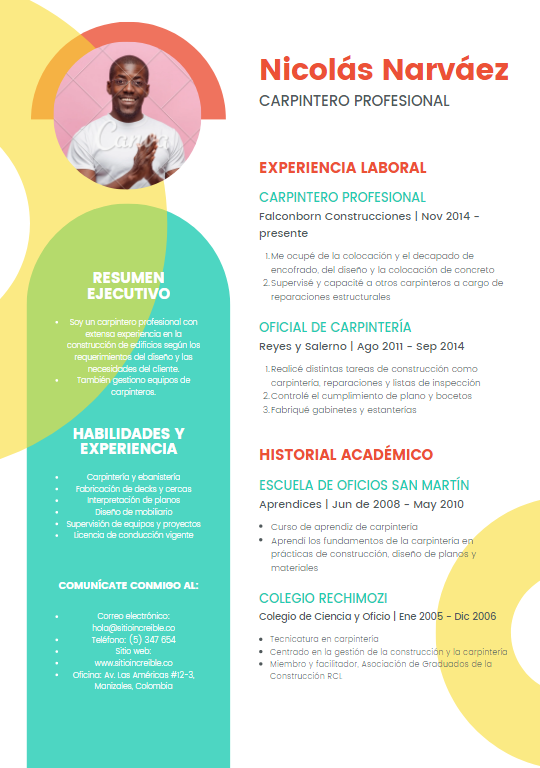 Canva
RESUMEN
EJECUTIVO
Soy un carpintero profesional con
extensa experiencia en la
construcción de edificios según los
requerimientos del diseño y las
necesidades del cliente.
También gestiono equipos de
carpinteros.
HABILIDADES Y
EXPERIENCIA
Carpintería y ebanistería
Fabricación de decks y cercas
Interpretación de planos
Diseño de mobiliario
Supervisión de equipos y proyectos
Licencia de conducción vigente
COMUNÍCATE CONMIGO AL:
Correo electrónico:
hola@sitioincreible.co
Teléfono: (5) 347 654
Sitio web:
www.sitioincreible.co
Oficina: Av. Las Américas #12-3,
Manizales, Colombia
Nicolás Narváez
CARPINTERO PROFESIONAL
EXPERIENCIA LABORAL
CARPINTERO PROFESIONAL
Falconborn Construcciones | Nov 2014 -
presente
1.Me ocupé de la colocación y el decapado de
encofrado, del diseño y la colocación de concreto
2.Supervisé y capacité a otros carpinteros a cargo de
reparaciones estructurales
OFICIAL DE CARPINTERÍA
Reyes y Salerno | Ago 2011 - Sep 2014
1.Realicé distintas tareas de construcción como
carpintería, reparaciones y listas de inspección
2.Controlé el cumplimiento de plano y bocetos
3.Fabriqué gabinetes y estanterías
HISTORIAL ACADÉMICO
ESCUELA DE OFICIOS SAN MARTÍN
Aprendices | Jun de 2008 - May 2010
Curso de aprendiz de carpintería
Aprendí los fundamentos de la carpintería en
prácticas de construcción, diseño de planos y
materiales
COLEGIO RECHIMOZI
Colegio de Ciencia y Oficio | Ene 2005 - Dic 2006
Tecnicatura en carpintería
Centrado en la gestión de la construcción y la carpintería
Miembro y facilitador, Asociación de Graduados de la
Construcción RCI.